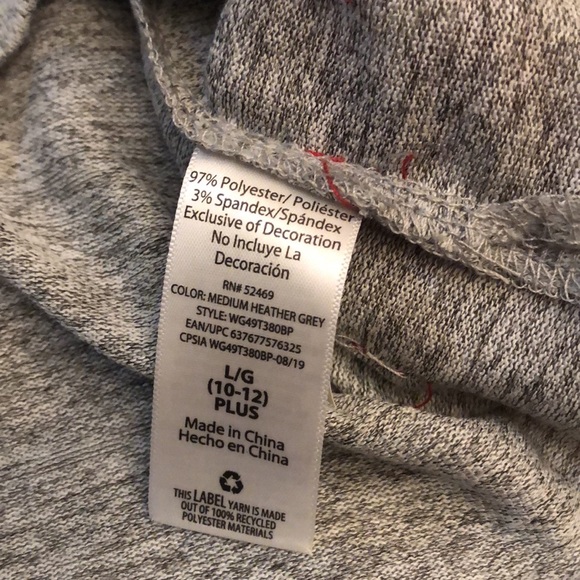 97% Polyester/ Poliéster
3% Spandex/Spándex
Exclusive of Decoration
No Incluye La
Decoración
RN# 52469
COLOR: MEDIUM HEATHER GREY
STYLE: WG49T380BP
EAN/UPC 637677576325
CPSIA WG49T380BP-08/19
L/G
(10-12)
PLUS
Made in China
Hecho en China
THIS LABEL YARN IS MADE
OUT OF 100% RECYCLED
POLYESTER MATERIALS